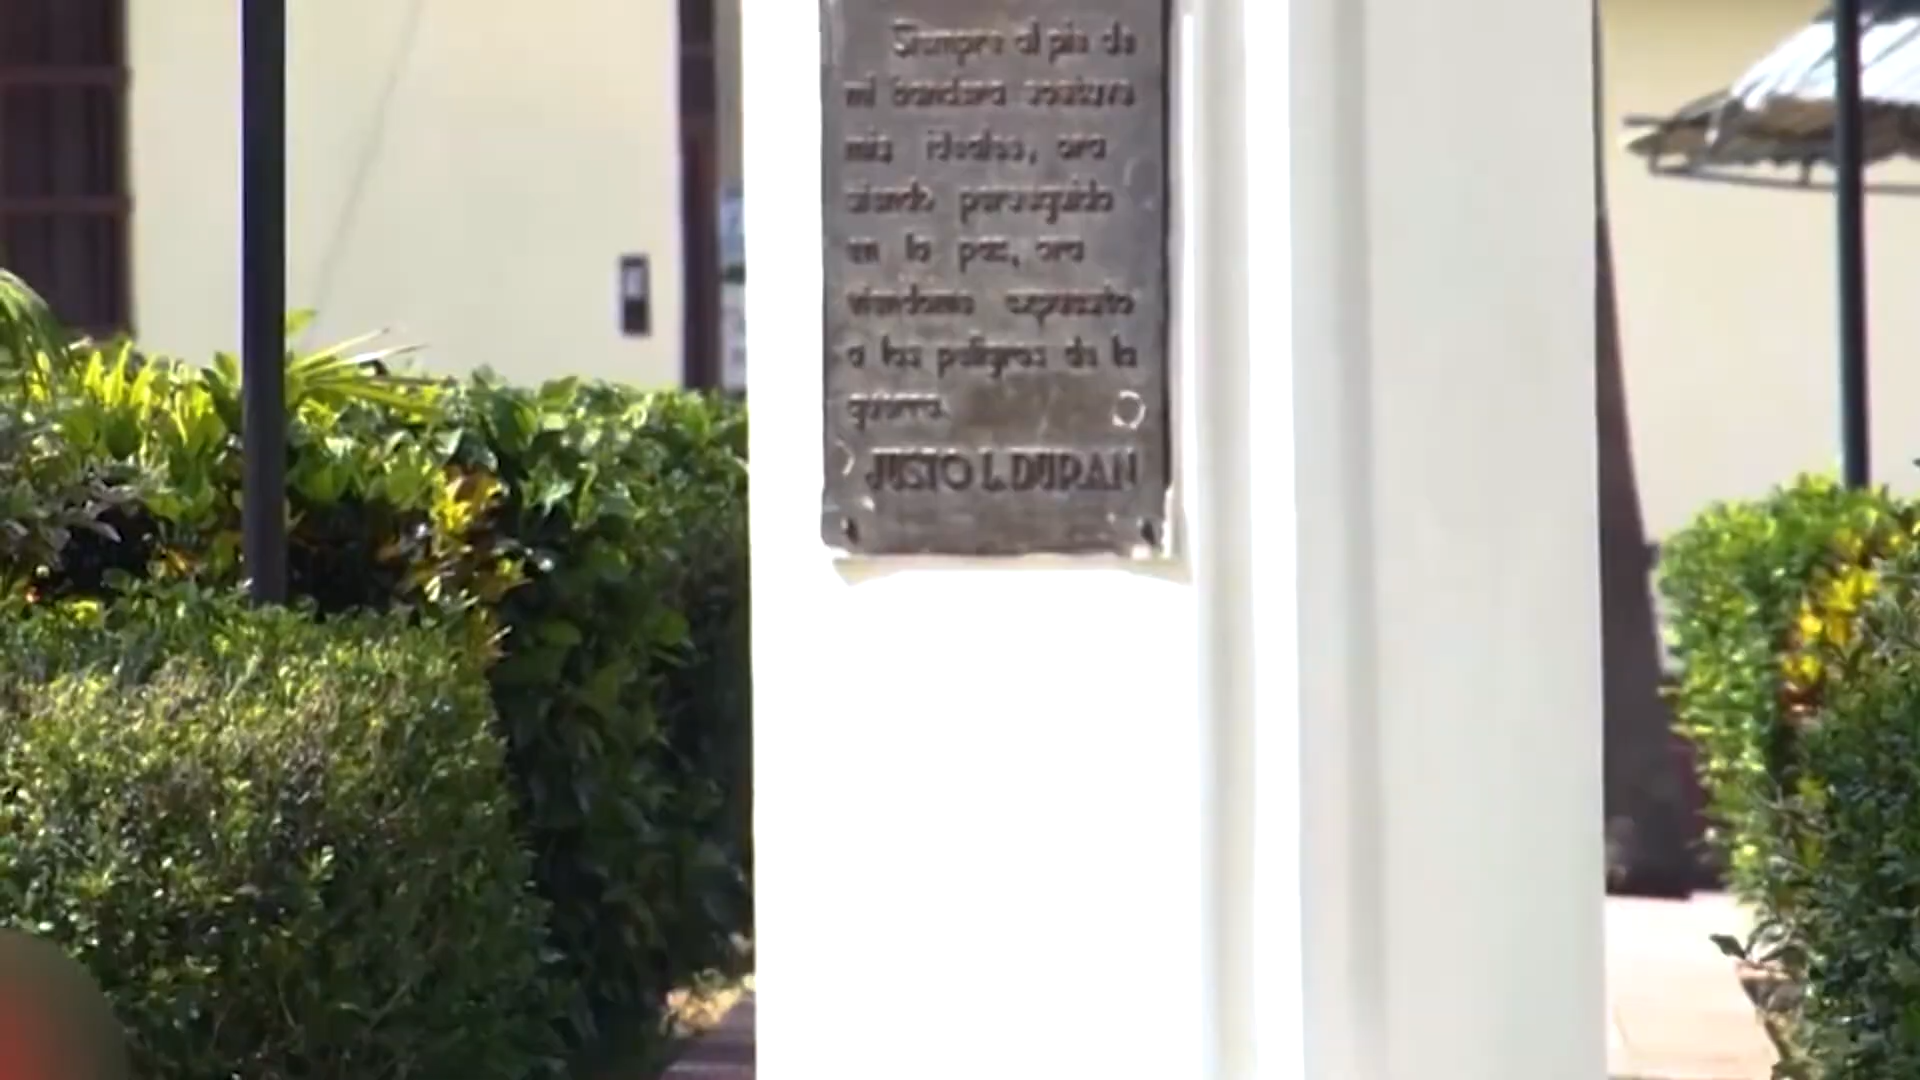 Siempre al pie de
mi bandera sostuve
mis ideales, ora
siendo perseguido
en la paz, ora
viendome expuesto
a los peligros de la
guerra.
JUSTO L. DURAN